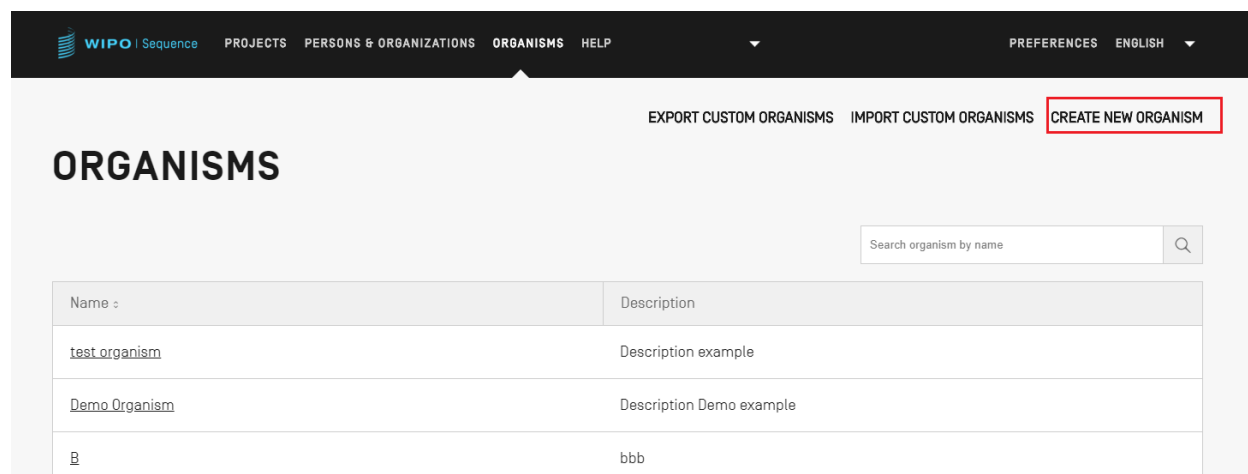 WIPO | Sequence PROJECTS PERSONS & ORGANIZATIONS ORGANISMS HELP PREFERENCES ENGLISH
EXPORT CUSTOM ORGANISMS IMPORT CUSTOM ORGANISMS CREATE NEW ORGANISM
ORGANISMS
Search organism by name
Name Description
test organism Description example
Demo Organism Description Demo example
B bbb